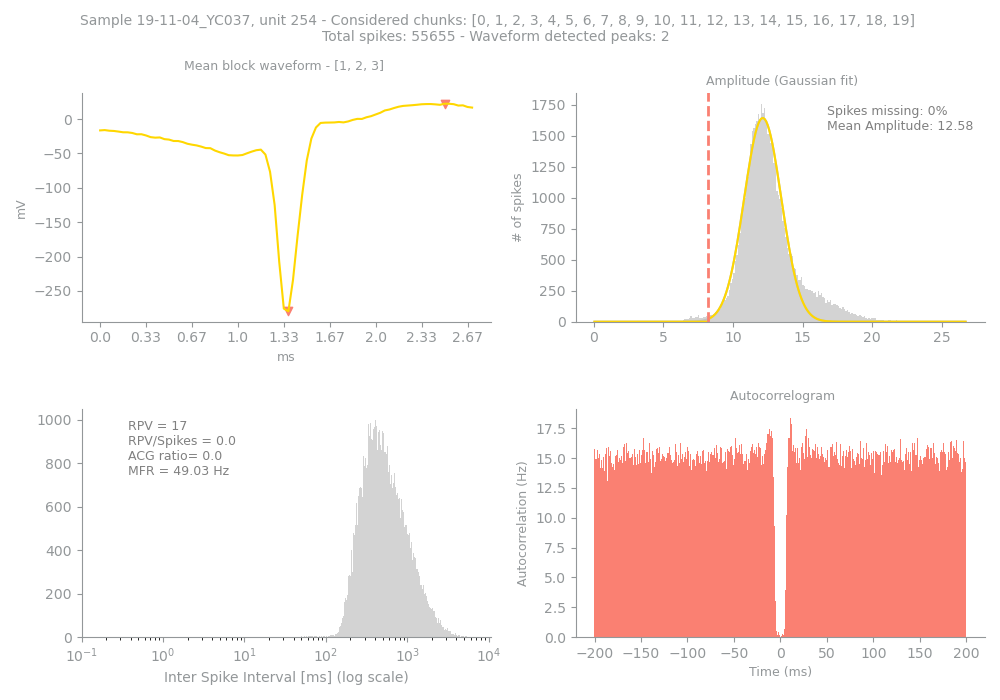 Sample 19-11-04_YC037, unit 254 - Considered chunks: [0, 1, 2, 3, 4, 5, 6, 7, 8, 9, 10, 11, 12, 13, 14, 15, 16, 17, 18, 19]
Total spikes: 55655 - Waveform detected peaks: 2
Mean block waveform - [1, 2, 3]
0
−50
−100
−150
−200
−250
mV
0.0 0.33 0.67 1.0 1.33 1.67 2.0 2.33 2.67
ms
Amplitude (Gaussian fit)
Spikes missing: 0%
Mean Amplitude: 12.58
1750
1500
1250
1000
750
500
250
0
# of spikes
0 5 10 15 20 25
RPV = 17
RPV/Spikes = 0.0
ACG ratio= 0.0
MFR = 49.03 Hz
1000
800
600
400
200
0
10⁻¹ 10⁰ 10¹ 10² 10³ 10⁴
Inter Spike Interval [ms] (log scale)
Autocorrelogram
17.5
15.0
12.5
10.0
7.5
5.0
2.5
0.0
Autocorrelation (Hz)
−200 −150 −100 −50 0 50 100 150 200
Time (ms)